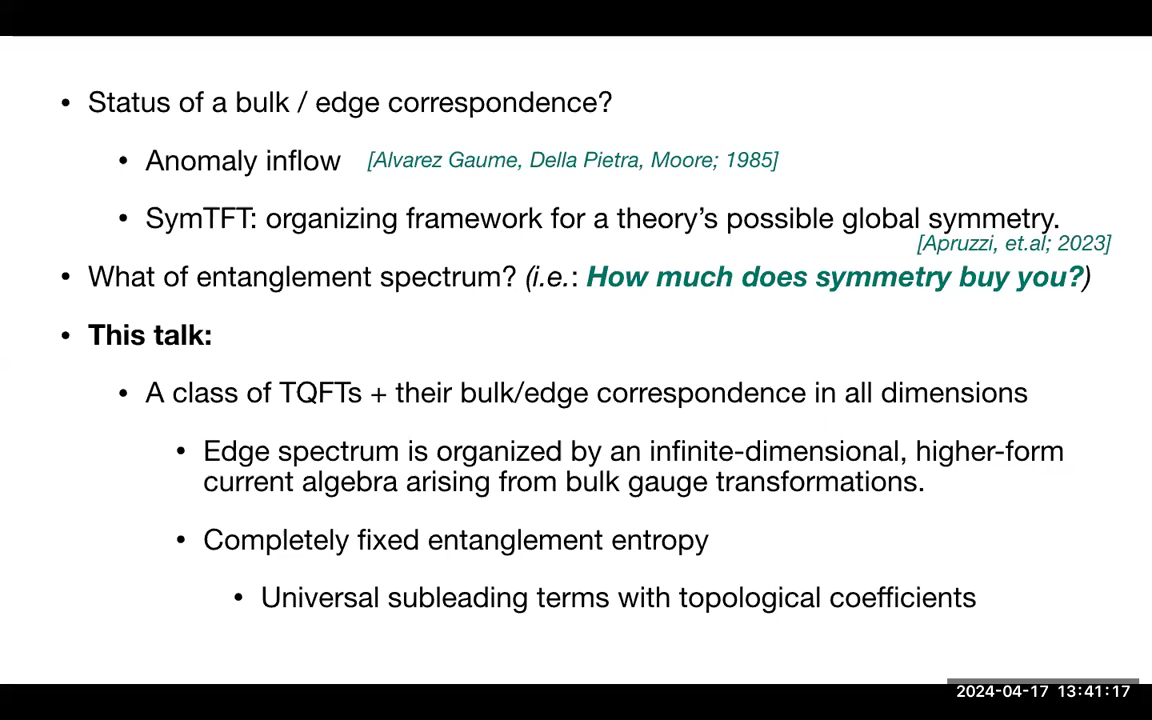 • Status of a bulk / edge correspondence?
• Anomaly inflow [Alvarez Gaume, Della Pietra, Moore; 1985]
• SymTFT: organizing framework for a theory's possible global symmetry.
[Apruzzi, et.al; 2023]
• What of entanglement spectrum? (i.e.: How much does symmetry buy you?)
• This talk:
• A class of TQFTs + their bulk/edge correspondence in all dimensions
• Edge spectrum is organized by an infinite-dimensional, higher-form
current algebra arising from bulk gauge transformations.
• Completely fixed entanglement entropy
• Universal subleading terms with topological coefficients
2024-04-17 13:41:17